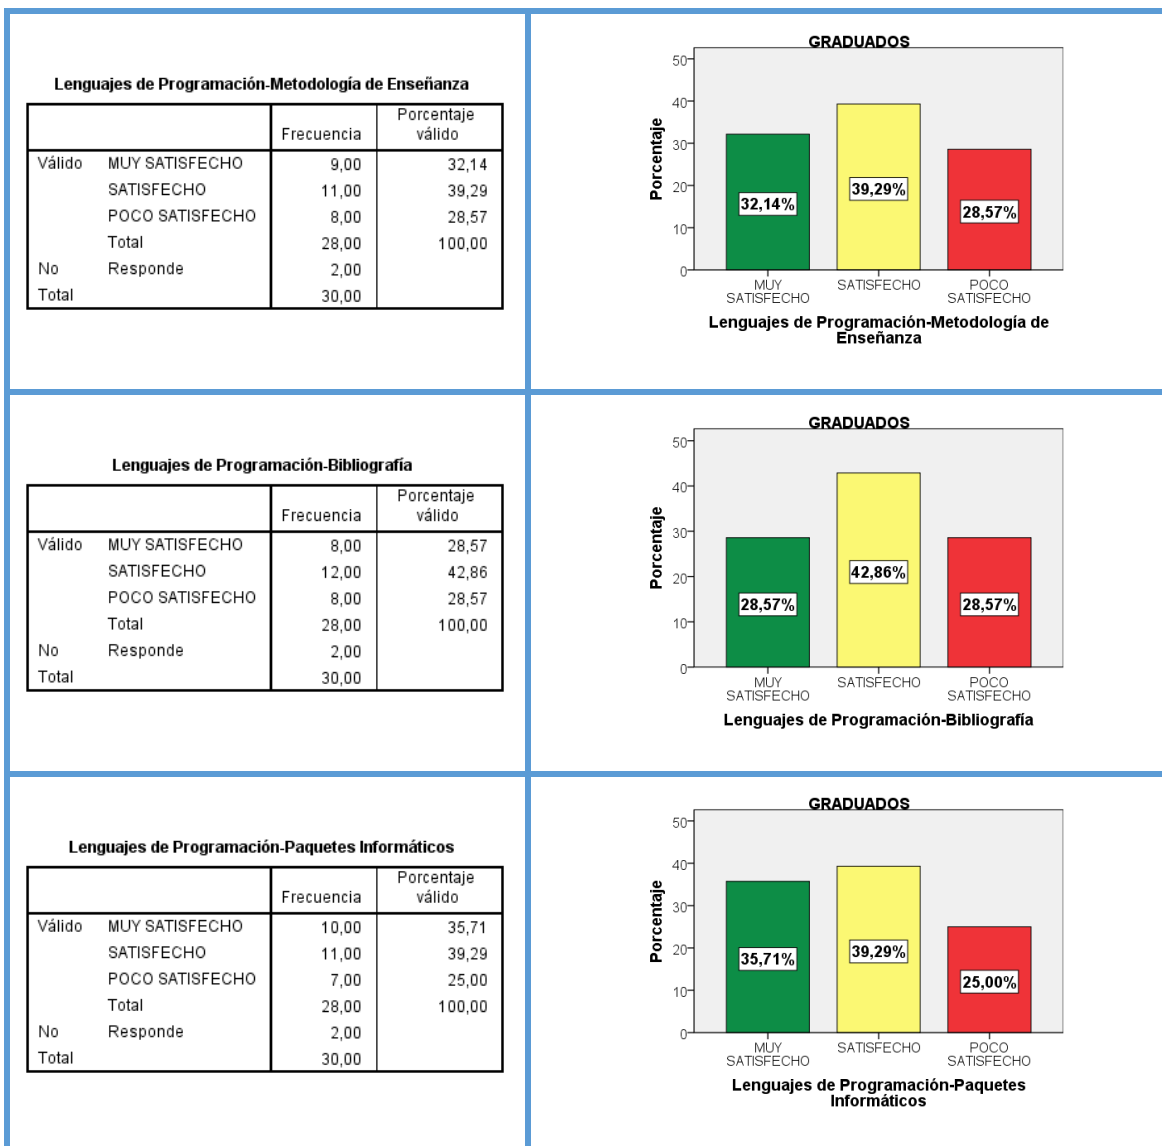 Lenguajes de Programación-Metodología de Enseñanza
Frecuencia Porcentaje válido
Válido MUY SATISFECHO 9,00 32,14
SATISFECHO 11,00 39,29
POCO SATISFECHO 8,00 28,57
Total 28,00 100,00
No Responde 2,00
Total 30,00
GRADUADOS
Porcentaje
50
40
30
20
10
0
32,14% 39,29% 28,57%
MUY SATISFECHO SATISFECHO POCO SATISFECHO
Lenguajes de Programación-Metodología de
Enseñanza
Lenguajes de Programación-Bibliografía
Frecuencia Porcentaje válido
Válido MUY SATISFECHO 8,00 28,57
SATISFECHO 12,00 42,86
POCO SATISFECHO 8,00 28,57
Total 28,00 100,00
No Responde 2,00
Total 30,00
GRADUADOS
Porcentaje
50
40
30
20
10
0
28,57% 42,86% 28,57%
MUY SATISFECHO SATISFECHO POCO SATISFECHO
Lenguajes de Programación-Bibliografía
Lenguajes de Programación-Paquetes Informáticos
Frecuencia Porcentaje válido
Válido MUY SATISFECHO 10,00 35,71
SATISFECHO 11,00 39,29
POCO SATISFECHO 7,00 25,00
Total 28,00 100,00
No Responde 2,00
Total 30,00
GRADUADOS
Porcentaje
50
40
30
20
10
0
35,71% 39,29% 25,00%
MUY SATISFECHO SATISFECHO POCO SATISFECHO
Lenguajes de Programación-Paquetes
Informáticos